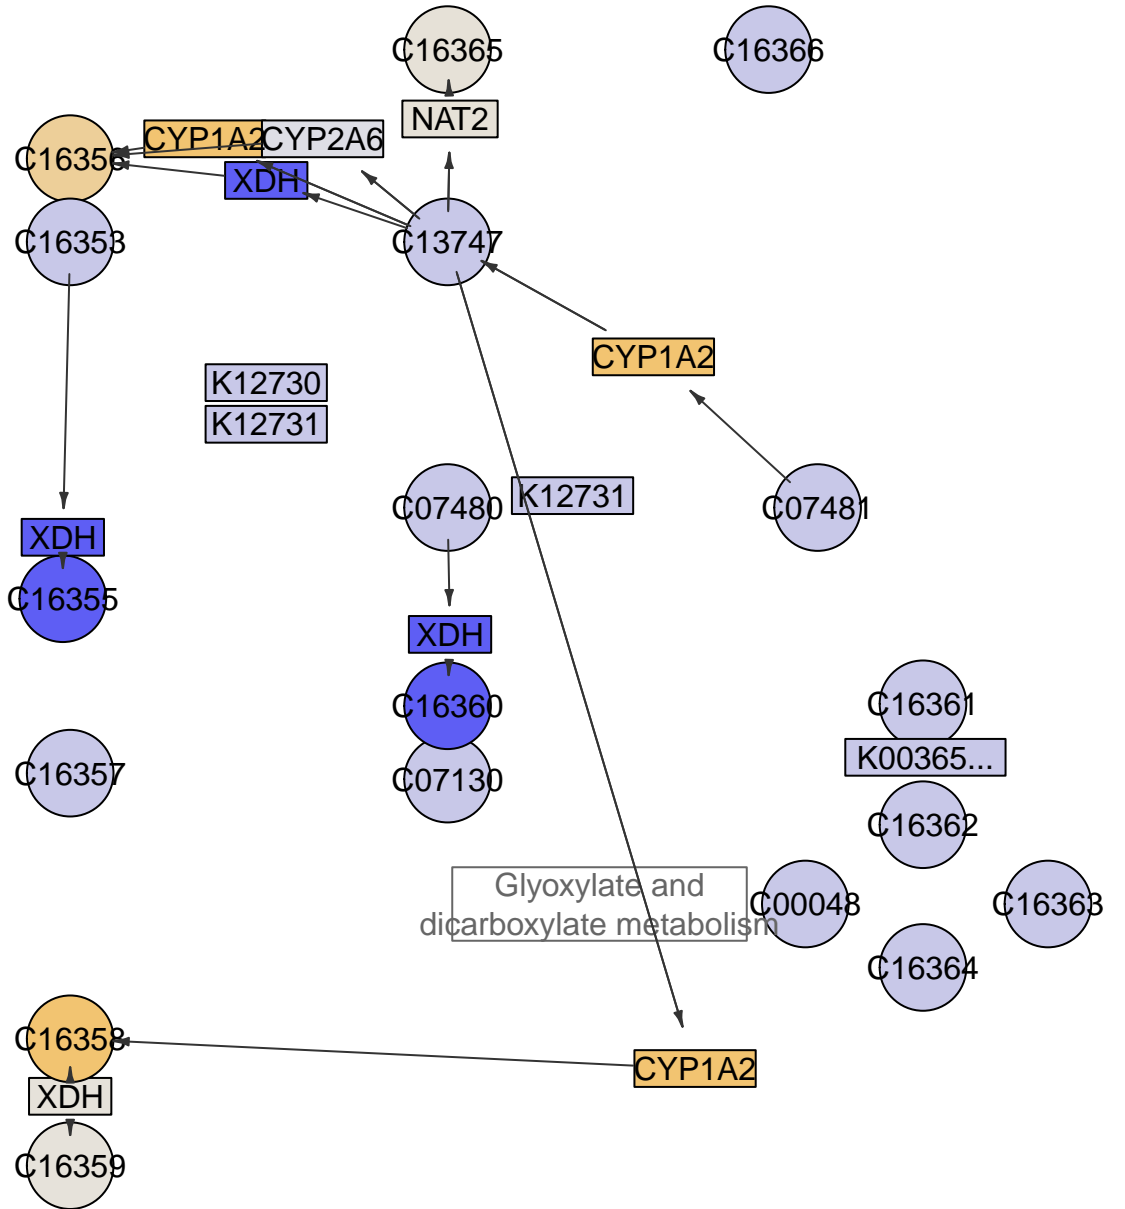 C16365
C16366
NAT2
CYP1A2
CYP2A6
C16356
XDH
C16353
C13747
CYP1A2
K12730
K12731
K12731
C07480
C07481
XDH
C16355
XDH
C16361
C16360
K00365...
C16357
C07130
C16362
Glyoxylate and
dicarboxylate metabolism
C00048
C16363
C16364
C16358
CYP1A2
XDH
C16359